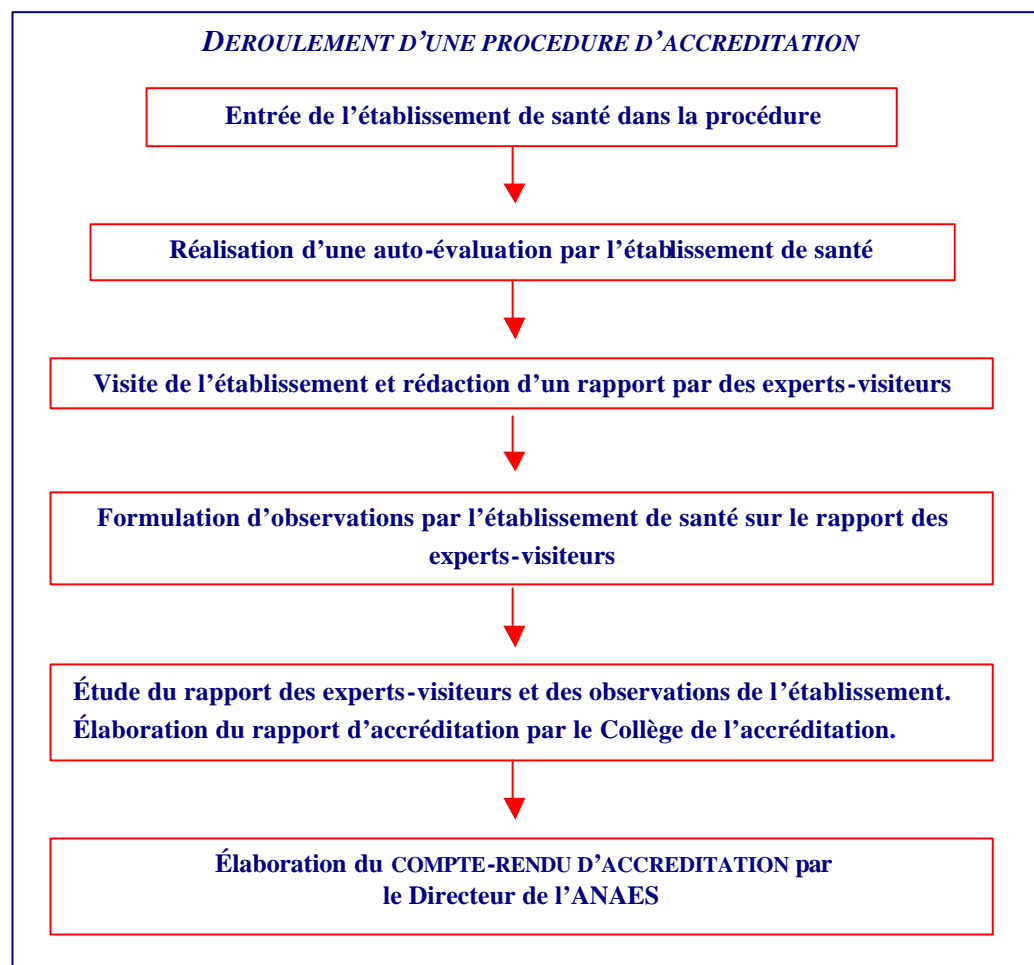 DEROULEMENT D’UNE PROCEDURE D’ACCREDITATION
Entrée de l’établissement de santé dans la procédure
Réalisation d’une auto-évaluation par l’établissement de santé
Visite de l’établissement et rédaction d’un rapport par des experts-visiteurs
Formulation d’observations par l’établissement de santé sur le rapport des
experts-visiteurs
Étude du rapport des experts-visiteurs et des observations de l’établissement.
Élaboration du rapport d’accréditation par le Collège de l’accréditation.
Élaboration du COMPTE-RENDU D’ACCREDITATION par
le Directeur de l’ANAES